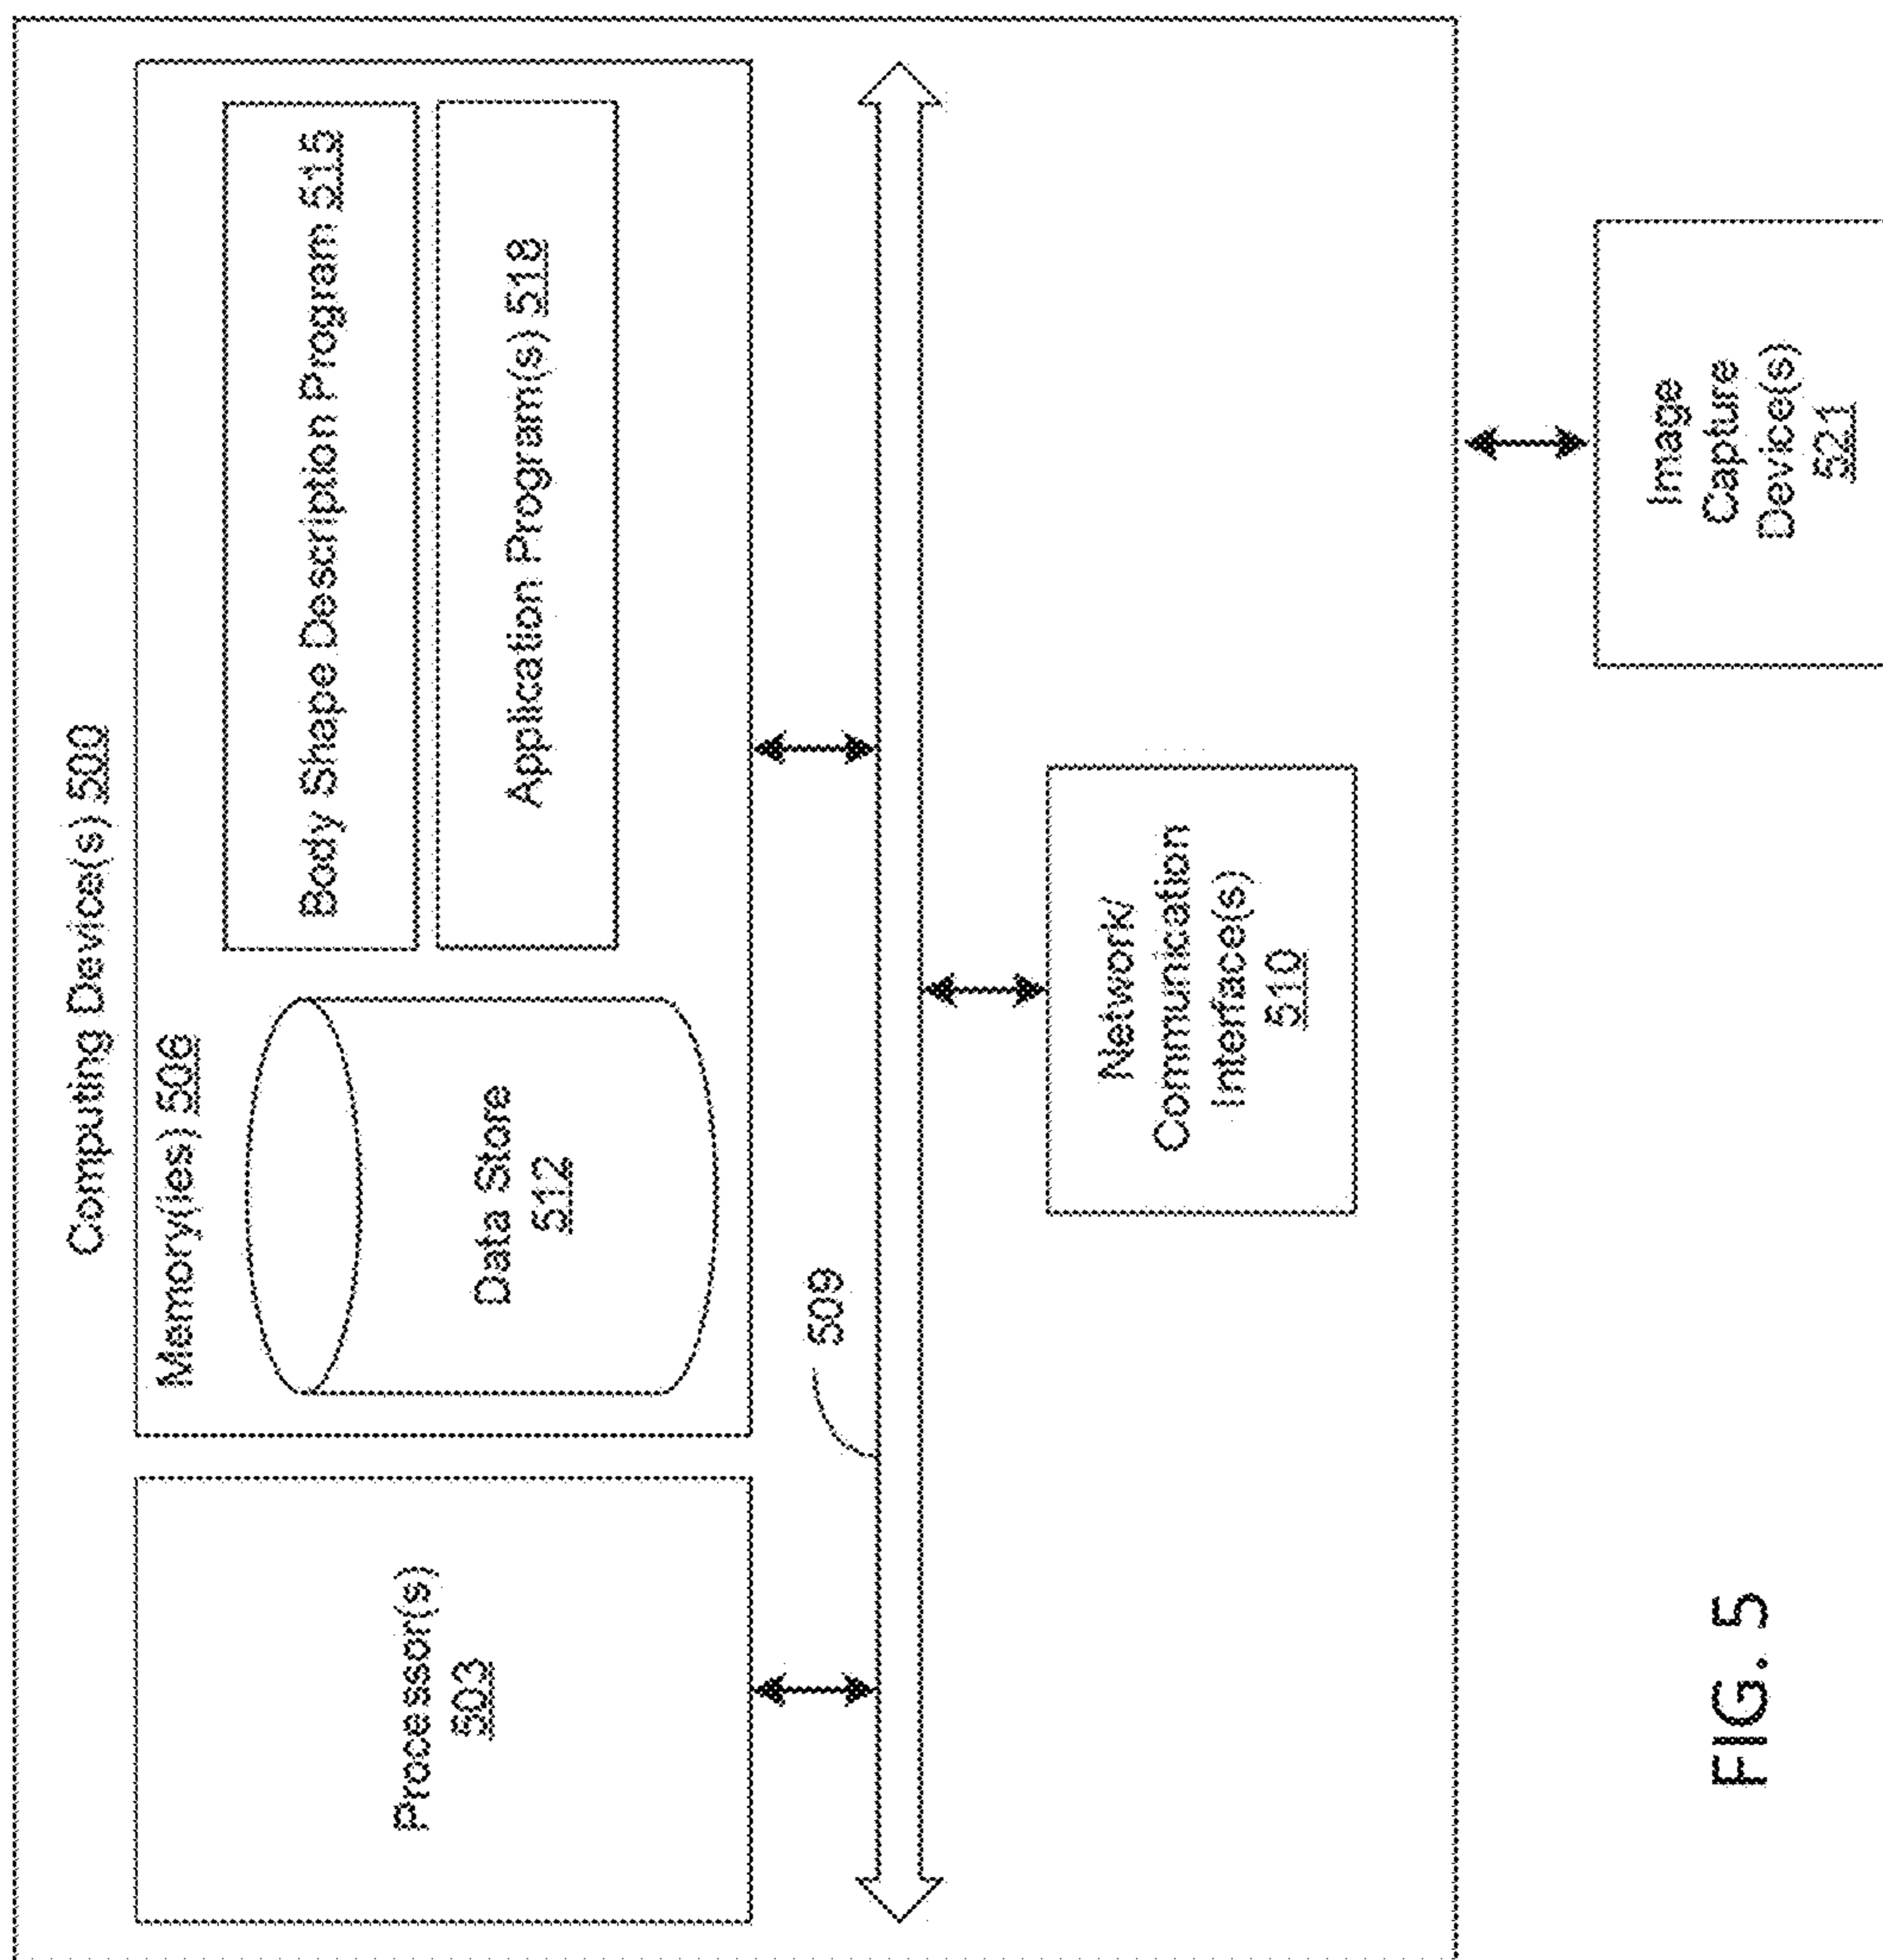 Computing Device(s) 500
Processor(s)
503
Memory(ies) 506
Data Store
512
Body Shape Description Program 515
Application Program(s) 518
509
Network/
Communication
Interface(s)
510
Image
Capture
Device(s)
521
FIG. 5